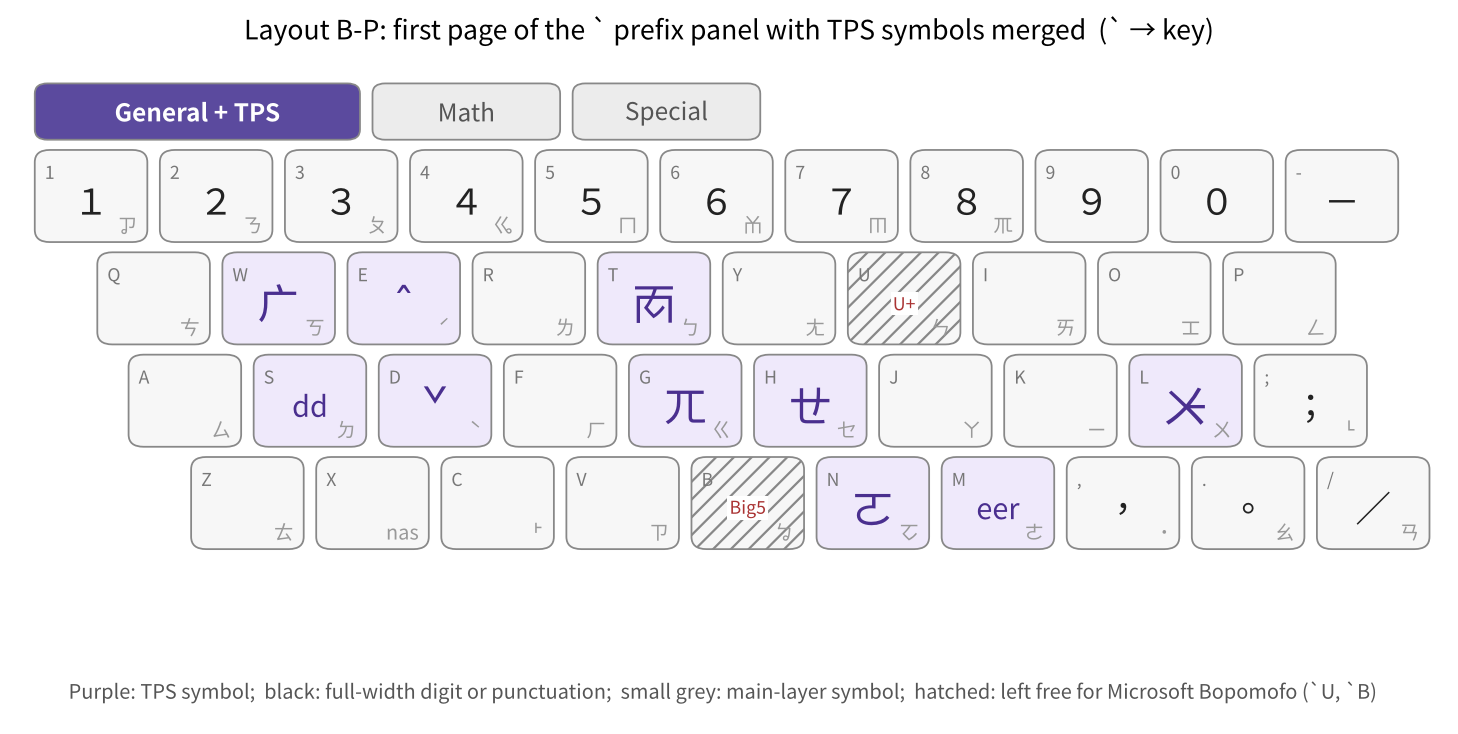 Layout B-P: first page of the ` prefix panel with TPS symbols merged (` → key)
General + TPS Math Special
1 2 3 4 5 6 7 8 9 0 -
1 2 3 4 5 6 7 8 9 0 －
ㆡ ㄋ ㄆ ㆣ ㄇ ㆬ
Q W E R T Y U I O P
ㄬ ˆ U+
ㄘ ㄎ ˊ ㄌ ㄅ ㄤ ㄣ ㄞ ㄥ
A S D F G H J K L ;
dd ˇ ㄫ ㆤ ㆨ ；
ㄙ ㄉ ˋ ㄏ ㄍ ㄝ ㄚ ㄧ ㄨ
Z X C V B N M , . /
Big5 ㆦ eer ， 。 ／
ㄊ nas ㄗ ㆠ ㄛ ㄜ ˙ ㄠ ㄢ
Purple: TPS symbol; black: full-width digit or punctuation; small grey: main-layer symbol; hatched: left free for Microsoft Bopomofo (`U, `B)